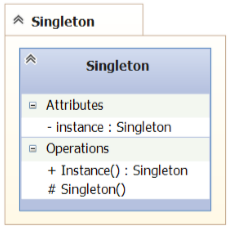 Singleton
Singleton
Attributes
- instance : Singleton
Operations
+ Instance() : Singleton
# Singleton()